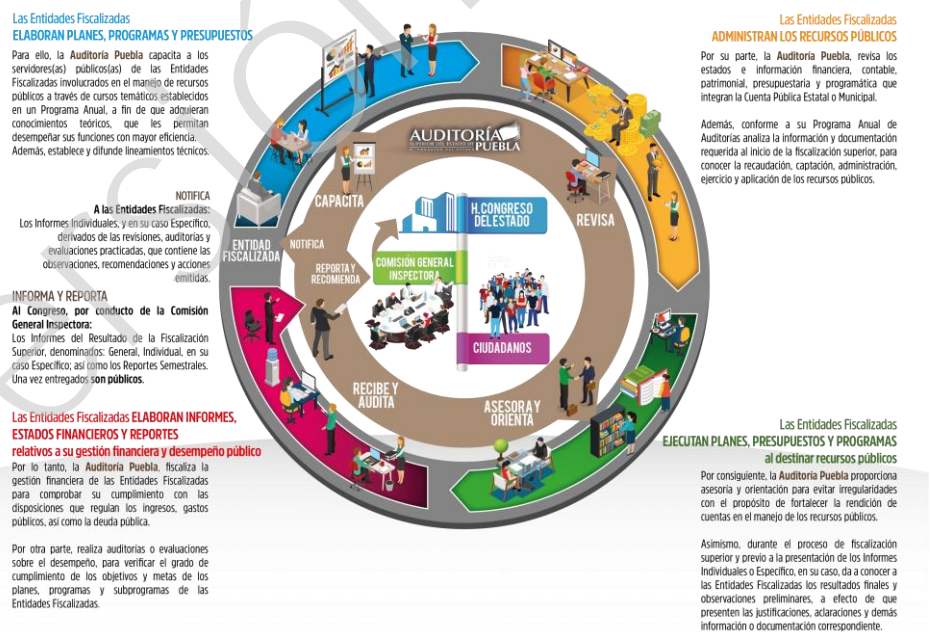 Las Entidades Fiscalizadas
ELABORAN PLANES, PROGRAMAS Y PRESUPUESTOS
Para ello, la Auditoría Puebla capacita a los
servidores(as) públicos(as) de las Entidades
Fiscalizadas involucrados en el manejo de recursos
públicos a través de cursos temáticos establecidos
en un Programa Anual, a fin de que adquieran
conocimientos teóricos, que les permitan
desempeñar sus funciones con mayor eficiencia.
Además, establece y difunde lineamientos técnicos.
NOTIFICA
A las Entidades Fiscalizadas:
Los Informes Individuales, y en su caso Específico,
derivados de las revisiones, auditorías y
evaluaciones practicadas, que contiene las
observaciones, recomendaciones y acciones
emitidas.
INFORMA Y REPORTA
Al Congreso, por conducto de la Comisión
General Inspectora:
Los Informes del Resultado de la Fiscalización
Superior, denominados: General, Individual, en su
caso Específico; así como los Reportes Semestrales.
Una vez entregados son públicos.
Las Entidades Fiscalizadas ELABORAN INFORMES,
ESTADOS FINANCIEROS Y REPORTES
relativos a su gestión financiera y desempeño público
Por lo tanto, la Auditoría Puebla, fiscaliza la
gestión financiera de las Entidades Fiscalizadas
para comprobar su cumplimiento con las
disposiciones que regulan los ingresos, gastos
públicos, así como la deuda pública.
Por otra parte, realiza auditorías o evaluaciones
sobre el desempeño, para verificar el grado de
cumplimiento de los objetivos y metas de los
planes, programas y subprogramas de las
Entidades Fiscalizadas.
AUDITORÍA
SUPERIOR DEL ESTADO DE
PUEBLA
CAPACITA
REVISA
ENTIDAD
FISCALIZADA
NOTIFICA
REPORTA Y
RECOMIENDA
H. CONGRESO
DEL ESTADO
COMISIÓN GENERAL
INSPECTORA
CIUDADANOS
RECIBE Y
AUDITA
ASESORA Y
ORIENTA
Las Entidades Fiscalizadas
ADMINISTRAN LOS RECURSOS PÚBLICOS
Por su parte, la Auditoría Puebla, revisa los
estados e información financiera, contable,
patrimonial, presupuestaria y programática que
integran la Cuenta Pública Estatal o Municipal.
Además, conforme a su Programa Anual de
Auditorías analiza la información y documentación
requerida al inicio de la fiscalización superior, para
conocer la recaudación, captación, administración,
ejercicio y aplicación de los recursos públicos.
Las Entidades Fiscalizadas
EJECUTAN PLANES, PRESUPUESTOS Y PROGRAMAS
al destinar recursos públicos
Por consiguiente, la Auditoría Puebla proporciona
asesoría y orientación para evitar irregularidades
con el propósito de fortalecer la rendición de
cuentas en el manejo de los recursos públicos.
Asimismo, durante el proceso de fiscalización
superior y previo a la presentación de los Informes
Individuales o Específico, en su caso, da a conocer a
las Entidades Fiscalizadas los resultados finales y
observaciones preliminares, a efecto de que
presenten las justificaciones, aclaraciones y demás
información o documentación correspondiente.